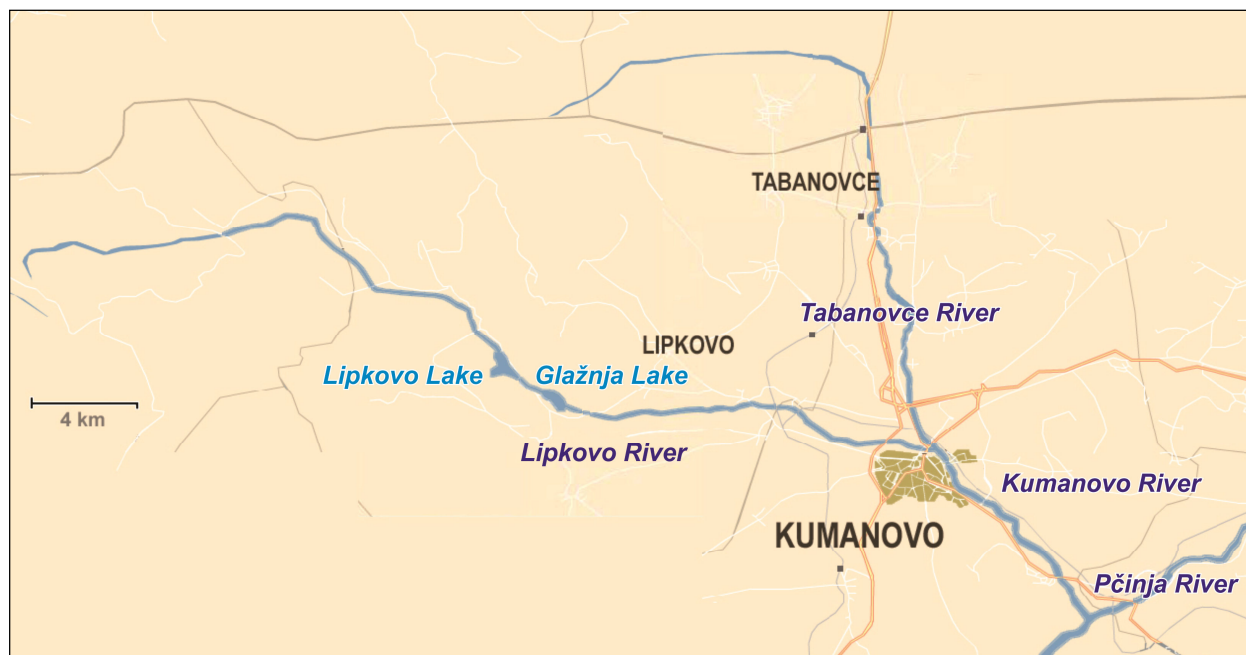 TABANOVCE
Tabanovce River
LIPKOVO
Lipkovo Lake
Glažnja Lake
4 km
Lipkovo River
Kumanovo River
KUMANOVO
Pčinja River